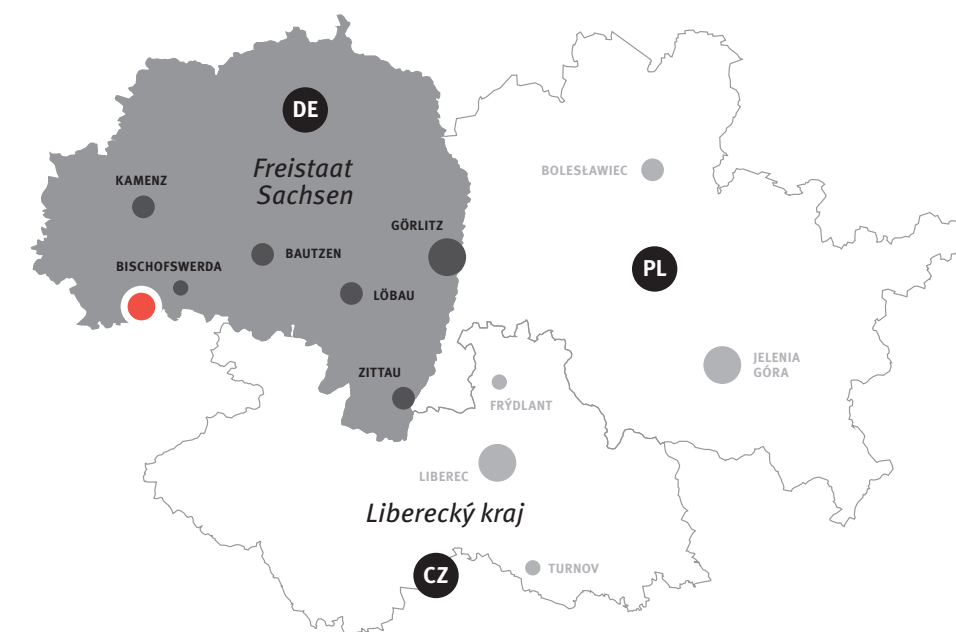 DE
Freistaat
Sachsen
KAMENZ
BOLESŁAWIEC
GÖRLITZ
BAUTZEN
BISCHOFSWERDA
PL
LÖBAU
ZITTAU
JELENIA
GÓRA
FRÝDLANT
LIBEREC
Liberecký kraj
CZ
TURNOV